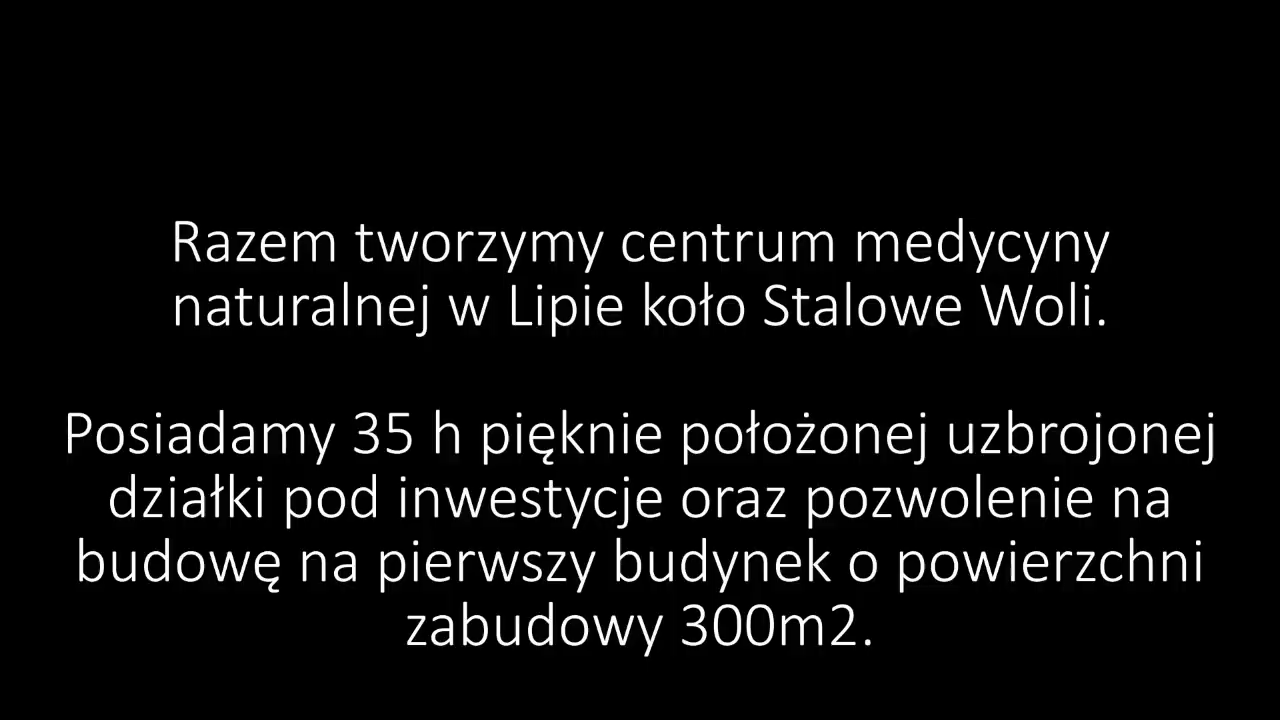 Razem tworzymy centrum medycyny
naturalnej w Lipie koło Stalowe Woli.
Posiadamy 35 h pięknie położonej uzbrojonej
działki pod inwestycje oraz pozwolenie na
budowę na pierwszy budynek o powierzchni
zabudowy 300m2.